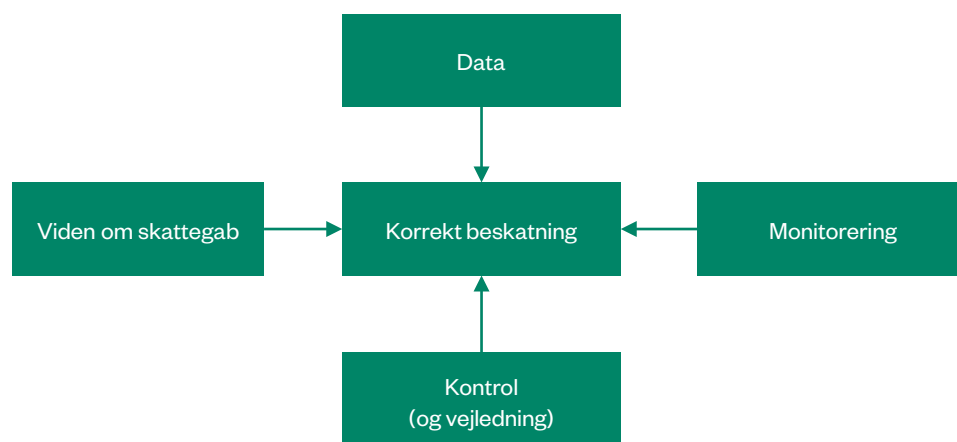 Data
Viden om skattegab
Korrekt beskatning
Monitorering
Kontrol
(og vejledning)